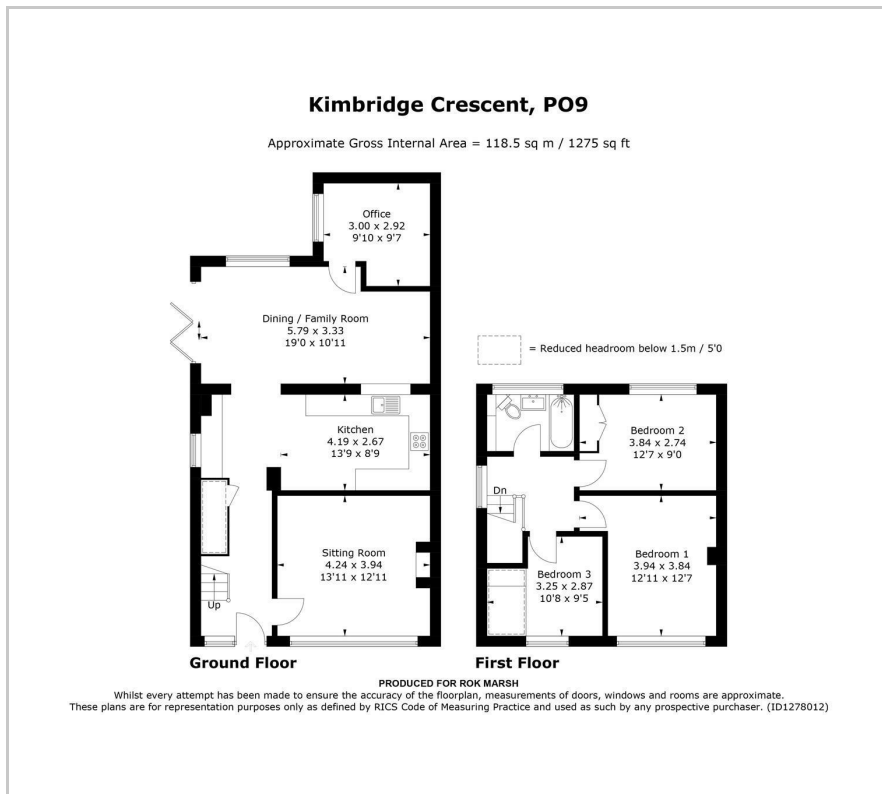 Kimbridge Crescent, PO9
Approximate Gross Internal Area = 118.5 sq m / 1275 sq ft
Office
3.00 x 2.92
9'10 x 9'7
Dining / Family Room
5.79 x 3.33
19'0 x 10'11
= Reduced headroom below 1.5m / 5'0
Kitchen
4.19 x 2.67
13'9 x 8'9
Sitting Room
4.24 x 3.94
13'11 x 12'11
Up
Ground Floor
Bedroom 2
3.84 x 2.74
12'7 x 9'0
Dn
Bedroom 1
3.94 x 3.84
12'11 x 12'7
Bedroom 3
3.25 x 2.87
10'8 x 9'5
First Floor
PRODUCED FOR ROK MARSH
Whilst every attempt has been made to ensure the accuracy of the floorplan, measurements of doors, windows and rooms are approximate.
These plans are for representation purposes only as defined by RICS Code of Measuring Practice and used as such by any prospective purchaser. (ID1278012)